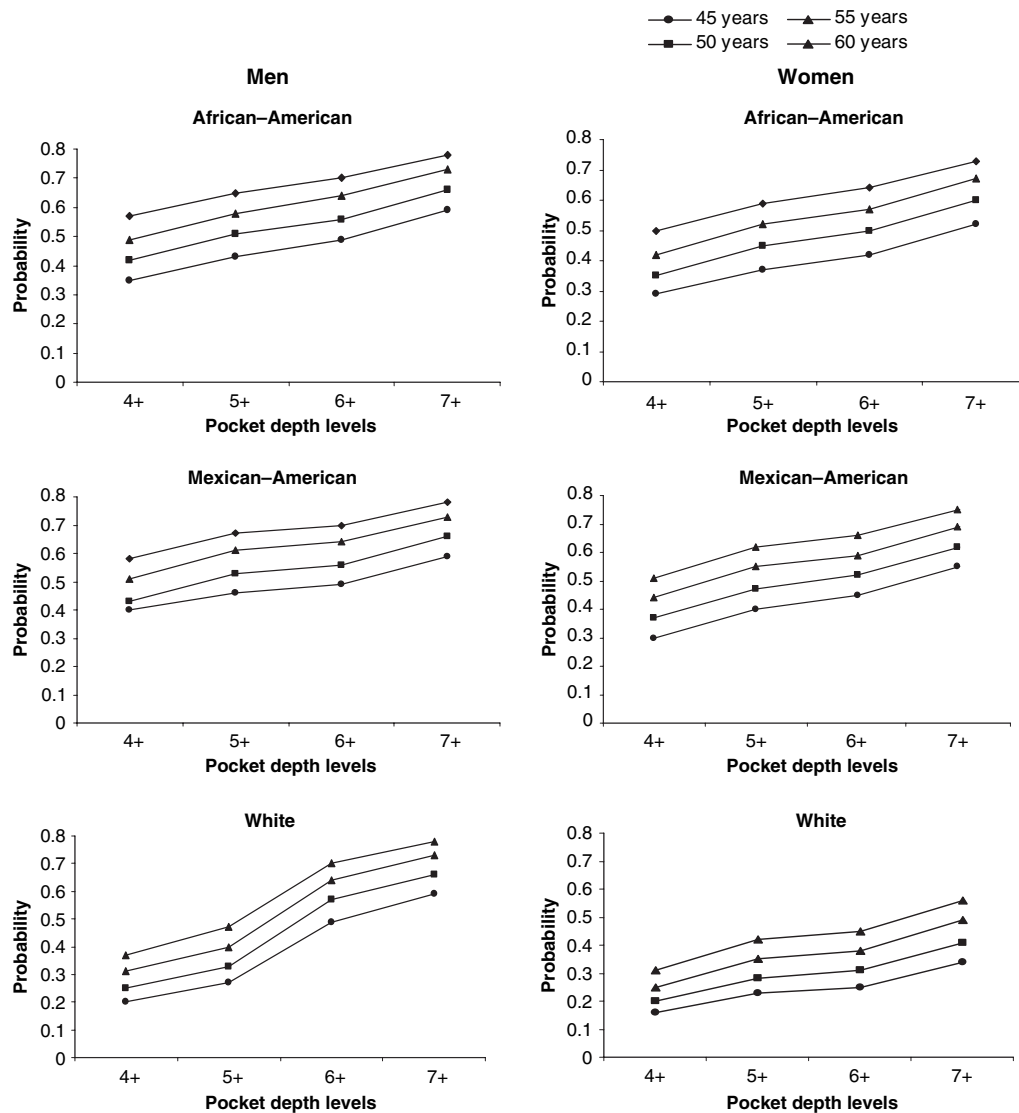 45 years 55 years
50 years 60 years
Men
Women
African–American
0.8
0.7
0.6
0.5
0.4
0.3
0.2
0.1
0
Probability
4+ 5+ 6+ 7+
Pocket depth levels
African–American
0.8
0.7
0.6
0.5
0.4
0.3
0.2
0.1
0
Probability
4+ 5+ 6+ 7+
Pocket depth levels
Mexican–American
0.8
0.7
0.6
0.5
0.4
0.3
0.2
0.1
0
Probability
4+ 5+ 6+ 7+
Pocket depth levels
Mexican–American
0.8
0.7
0.6
0.5
0.4
0.3
0.2
0.1
0
Probability
4+ 5+ 6+ 7+
Pocket depth levels
White
0.8
0.7
0.6
0.5
0.4
0.3
0.2
0.1
0
Probability
4+ 5+ 6+ 7+
Pocket depth levels
White
0.8
0.7
0.6
0.5
0.4
0.3
0.2
0.1
0
Probability
4+ 5+ 6+ 7+
Pocket depth levels